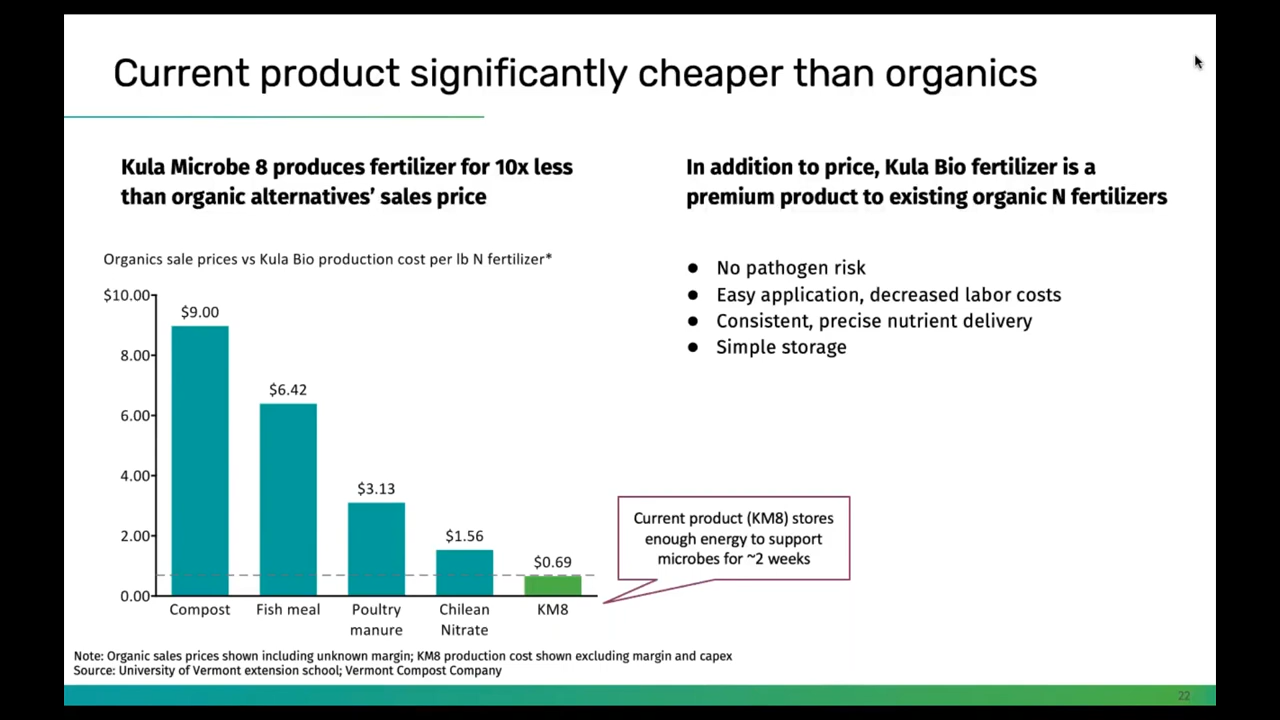 Current product significantly cheaper than organics
Kula Microbe 8 produces fertilizer for 10x less
than organic alternatives’ sales price
Organics sale prices vs Kula Bio production cost per lb N fertilizer*
$10.00
8.00
6.00
4.00
2.00
0.00
$9.00
$6.42
$3.13
$1.56
$0.69
Compost
Fish meal
Poultry
manure
Chilean
Nitrate
KM8
Current product (KM8) stores
enough energy to support
microbes for ~2 weeks
In addition to price, Kula Bio fertilizer is a
premium product to existing organic N fertilizers
● No pathogen risk
● Easy application, decreased labor costs
● Consistent, precise nutrient delivery
● Simple storage
Note: Organic sales prices shown including unknown margin; KM8 production cost shown excluding margin and capex
Source: University of Vermont extension school; Vermont Compost Company
22